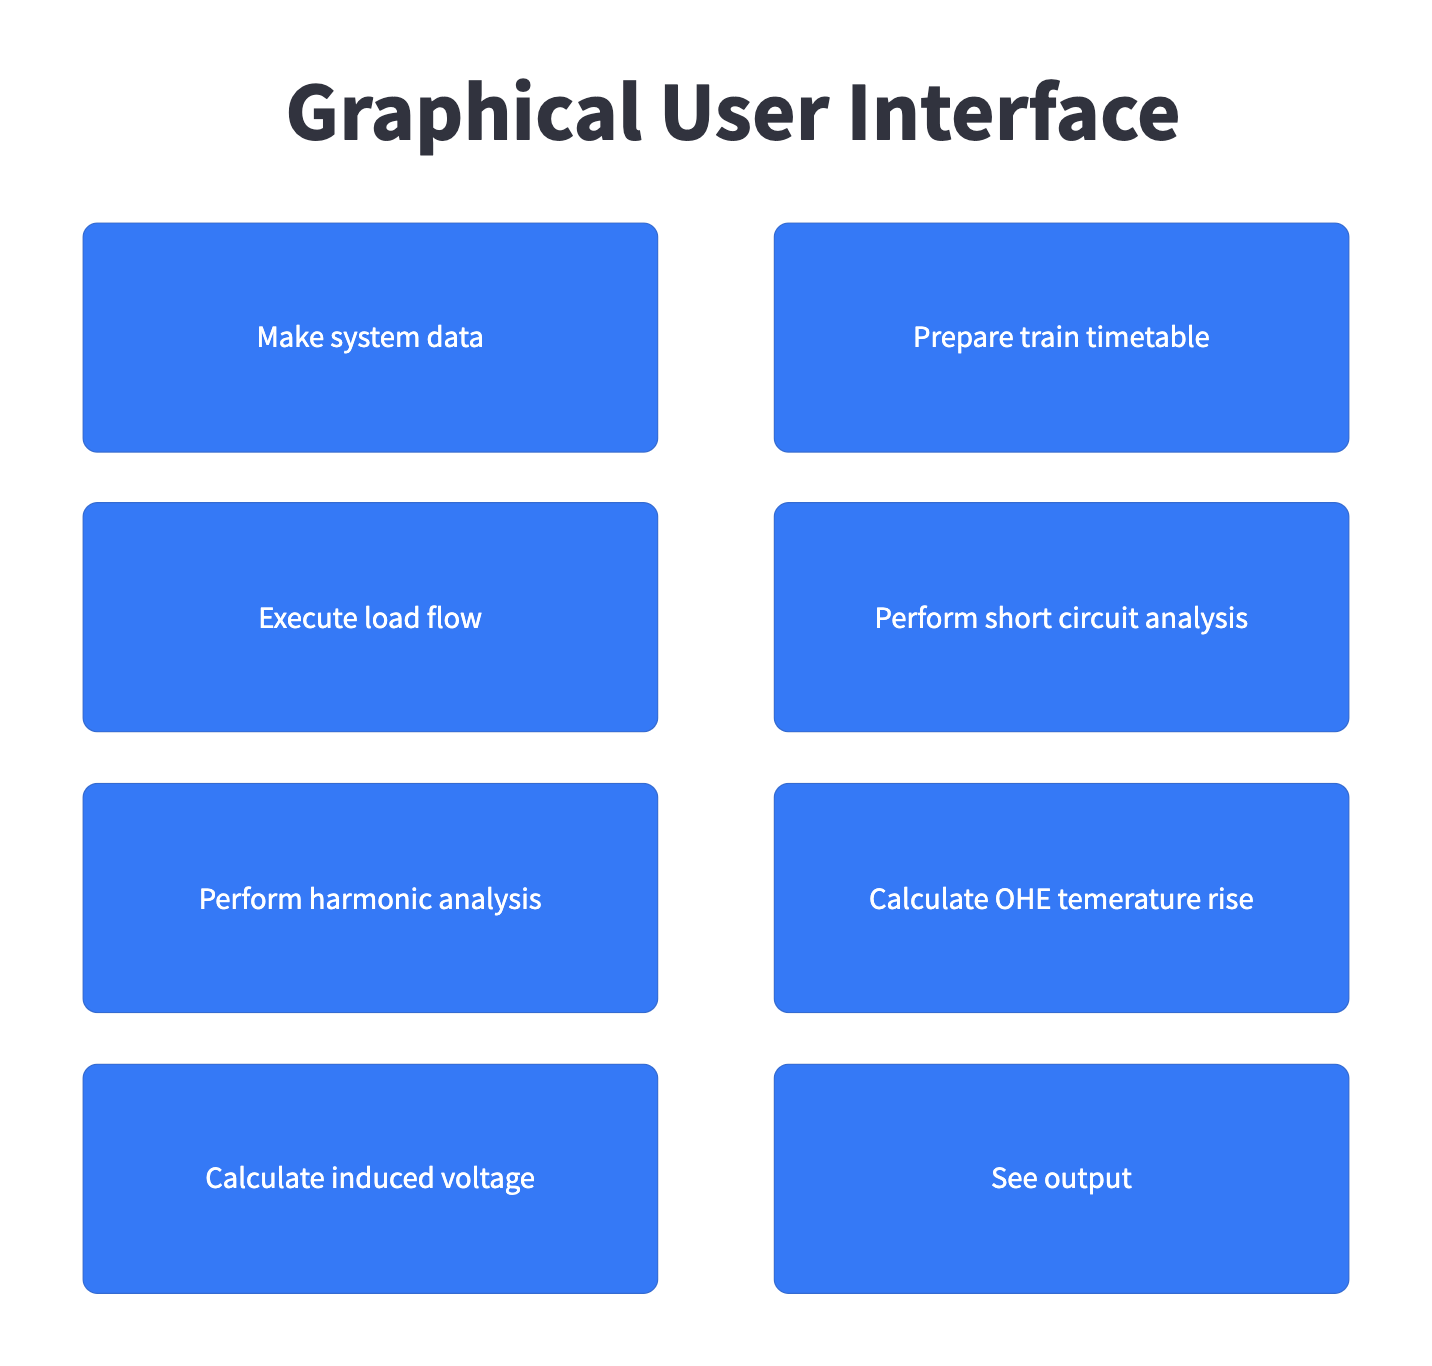 Graphical User Interface
Make system data
Prepare train timetable
Execute load flow
Perform short circuit analysis
Perform harmonic analysis
Calculate OHE temerature rise
Calculate induced voltage
See output